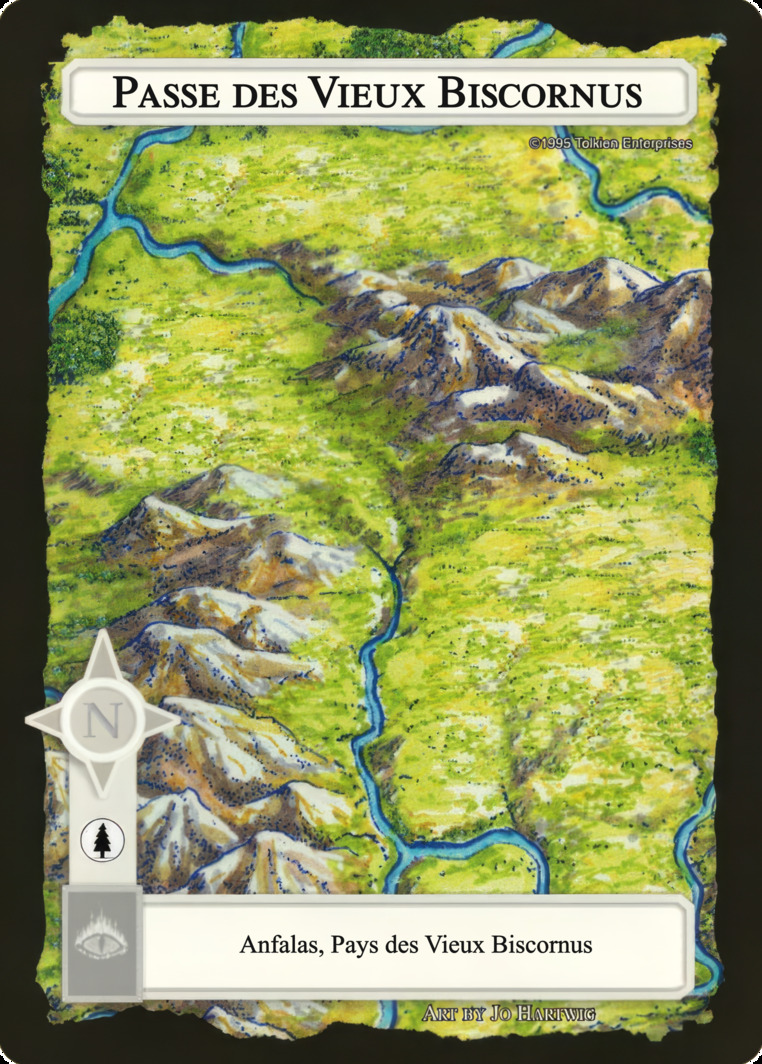 Passe des Vieux Biscornus
©1995 Tolkien Enterprises
N
Anfalas, Pays des Vieux Biscornus
Art by Jo Hartwig